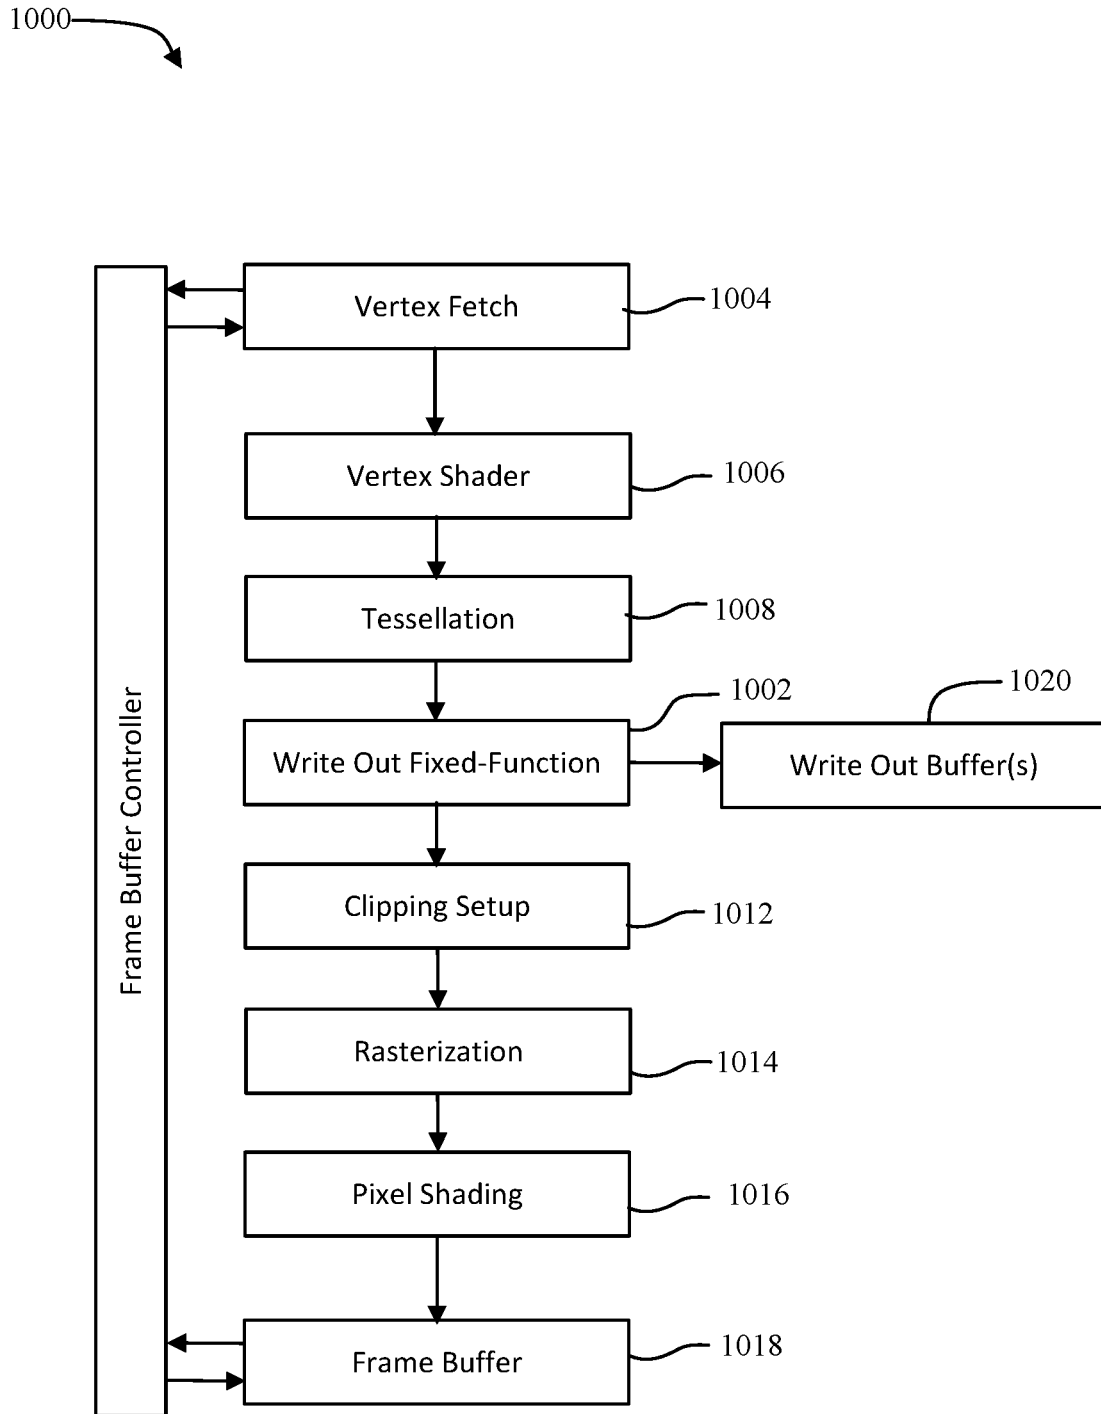 1000
Vertex Fetch
1004
Vertex Shader
1006
Tessellation
1008
Write Out Fixed-Function
1002
Write Out Buffer(s)
1020
Clipping Setup
1012
Rasterization
1014
Pixel Shading
1016
Frame Buffer
1018
Frame Buffer Controller